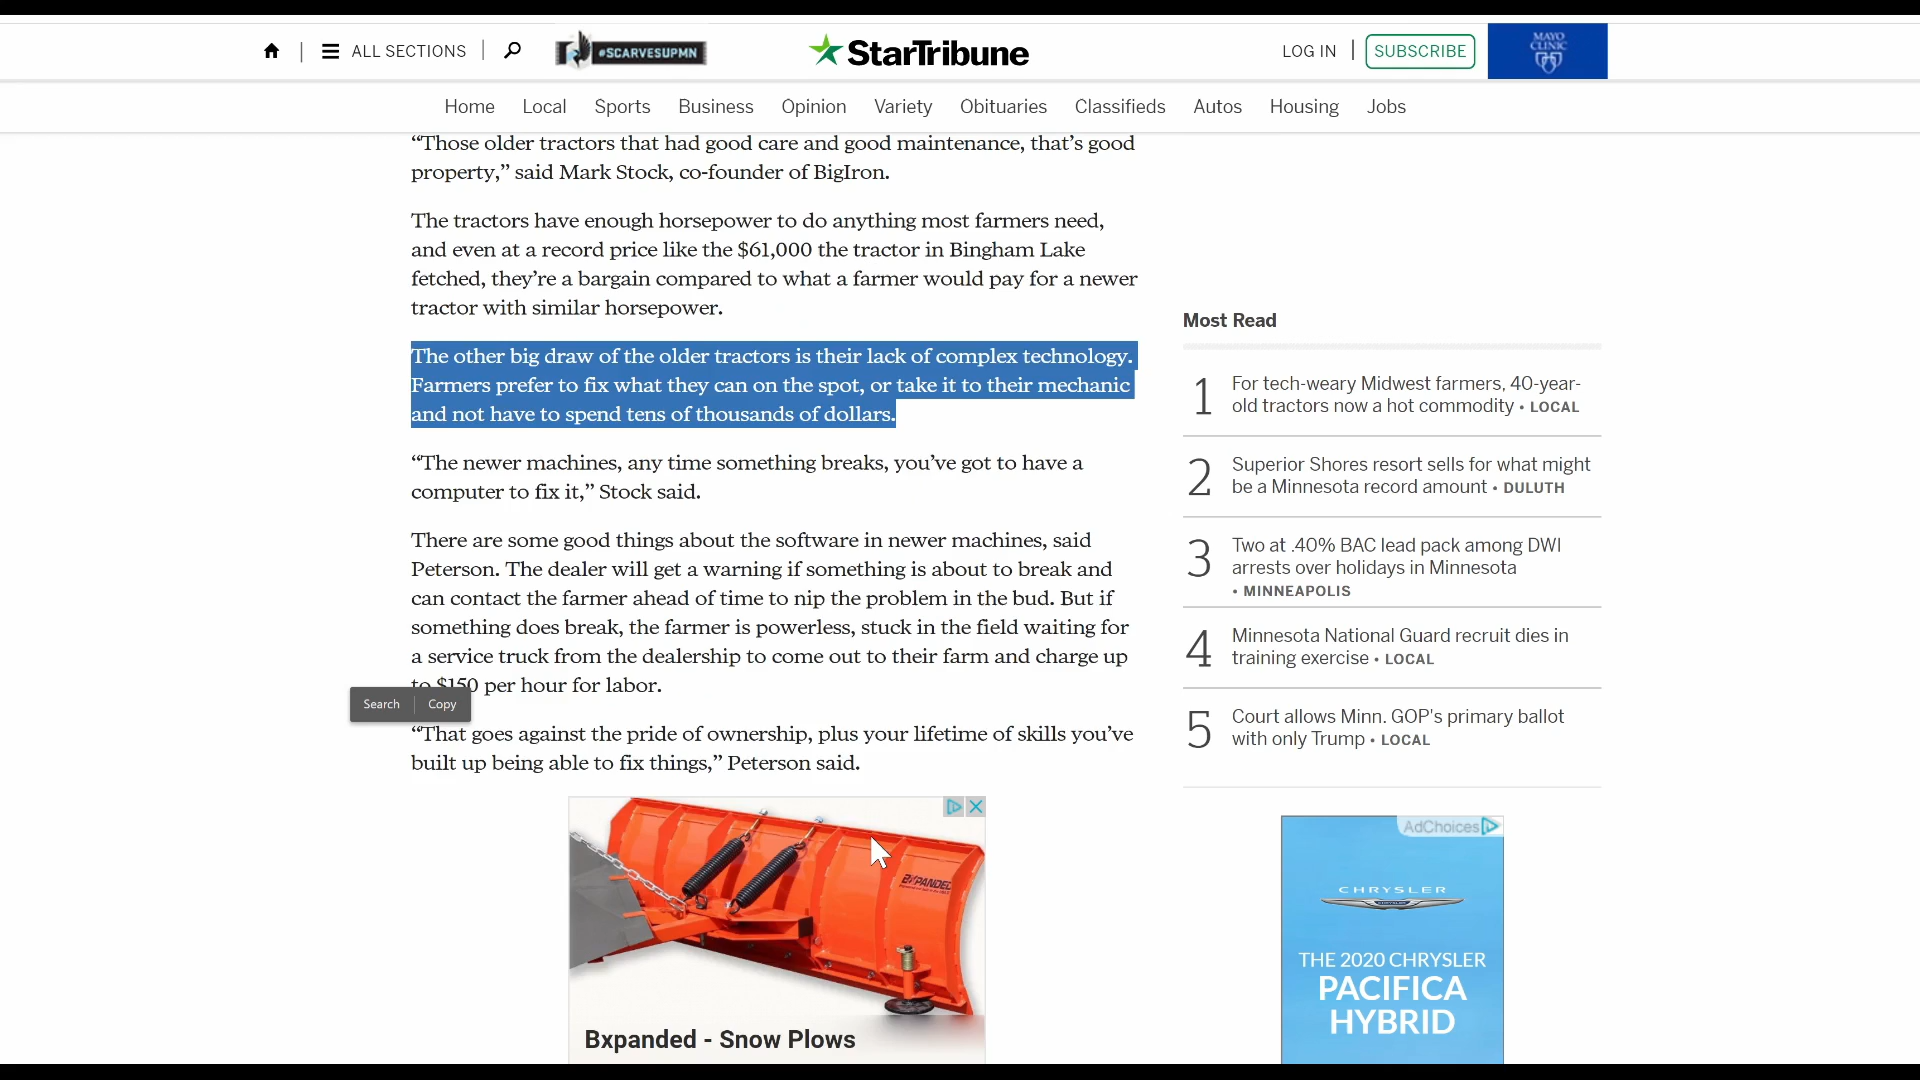 ALL SECTIONS
#SCARVESUPMN
StarTribune
LOG IN
SUBSCRIBE
MAYO
CLINIC
Home Local Sports Business Opinion Variety Obituaries Classifieds Autos Housing Jobs
“Those older tractors that had good care and good maintenance, that’s good
property,” said Mark Stock, co-founder of BigIron.
The tractors have enough horsepower to do anything most farmers need,
and even at a record price like the $61,000 the tractor in Bingham Lake
fetched, they’re a bargain compared to what a farmer would pay for a newer
tractor with similar horsepower.
The other big draw of the older tractors is their lack of complex technology.
Farmers prefer to fix what they can on the spot, or take it to their mechanic
and not have to spend tens of thousands of dollars.
“The newer machines, any time something breaks, you’ve got to have a
computer to fix it,” Stock said.
There are some good things about the software in newer machines, said
Peterson. The dealer will get a warning if something is about to break and
can contact the farmer ahead of time to nip the problem in the bud. But if
something does break, the farmer is powerless, stuck in the field waiting for
a service truck from the dealership to come out to their farm and charge up
to $150 per hour for labor.
Search Copy
“That goes against the pride of ownership, plus your lifetime of skills you’ve
built up being able to fix things,” Peterson said.
BXPANDED
Bxpanded - Snow Plows
Most Read
1 For tech-weary Midwest farmers, 40-year-
old tractors now a hot commodity • LOCAL
2 Superior Shores resort sells for what might
be a Minnesota record amount • DULUTH
3 Two at .40% BAC lead pack among DWI
arrests over holidays in Minnesota
• MINNEAPOLIS
4 Minnesota National Guard recruit dies in
training exercise • LOCAL
5 Court allows Minn. GOP's primary ballot
with only Trump • LOCAL
AdChoices
CHRYSLER
THE 2020 CHRYSLER
PACIFICA
HYBRID